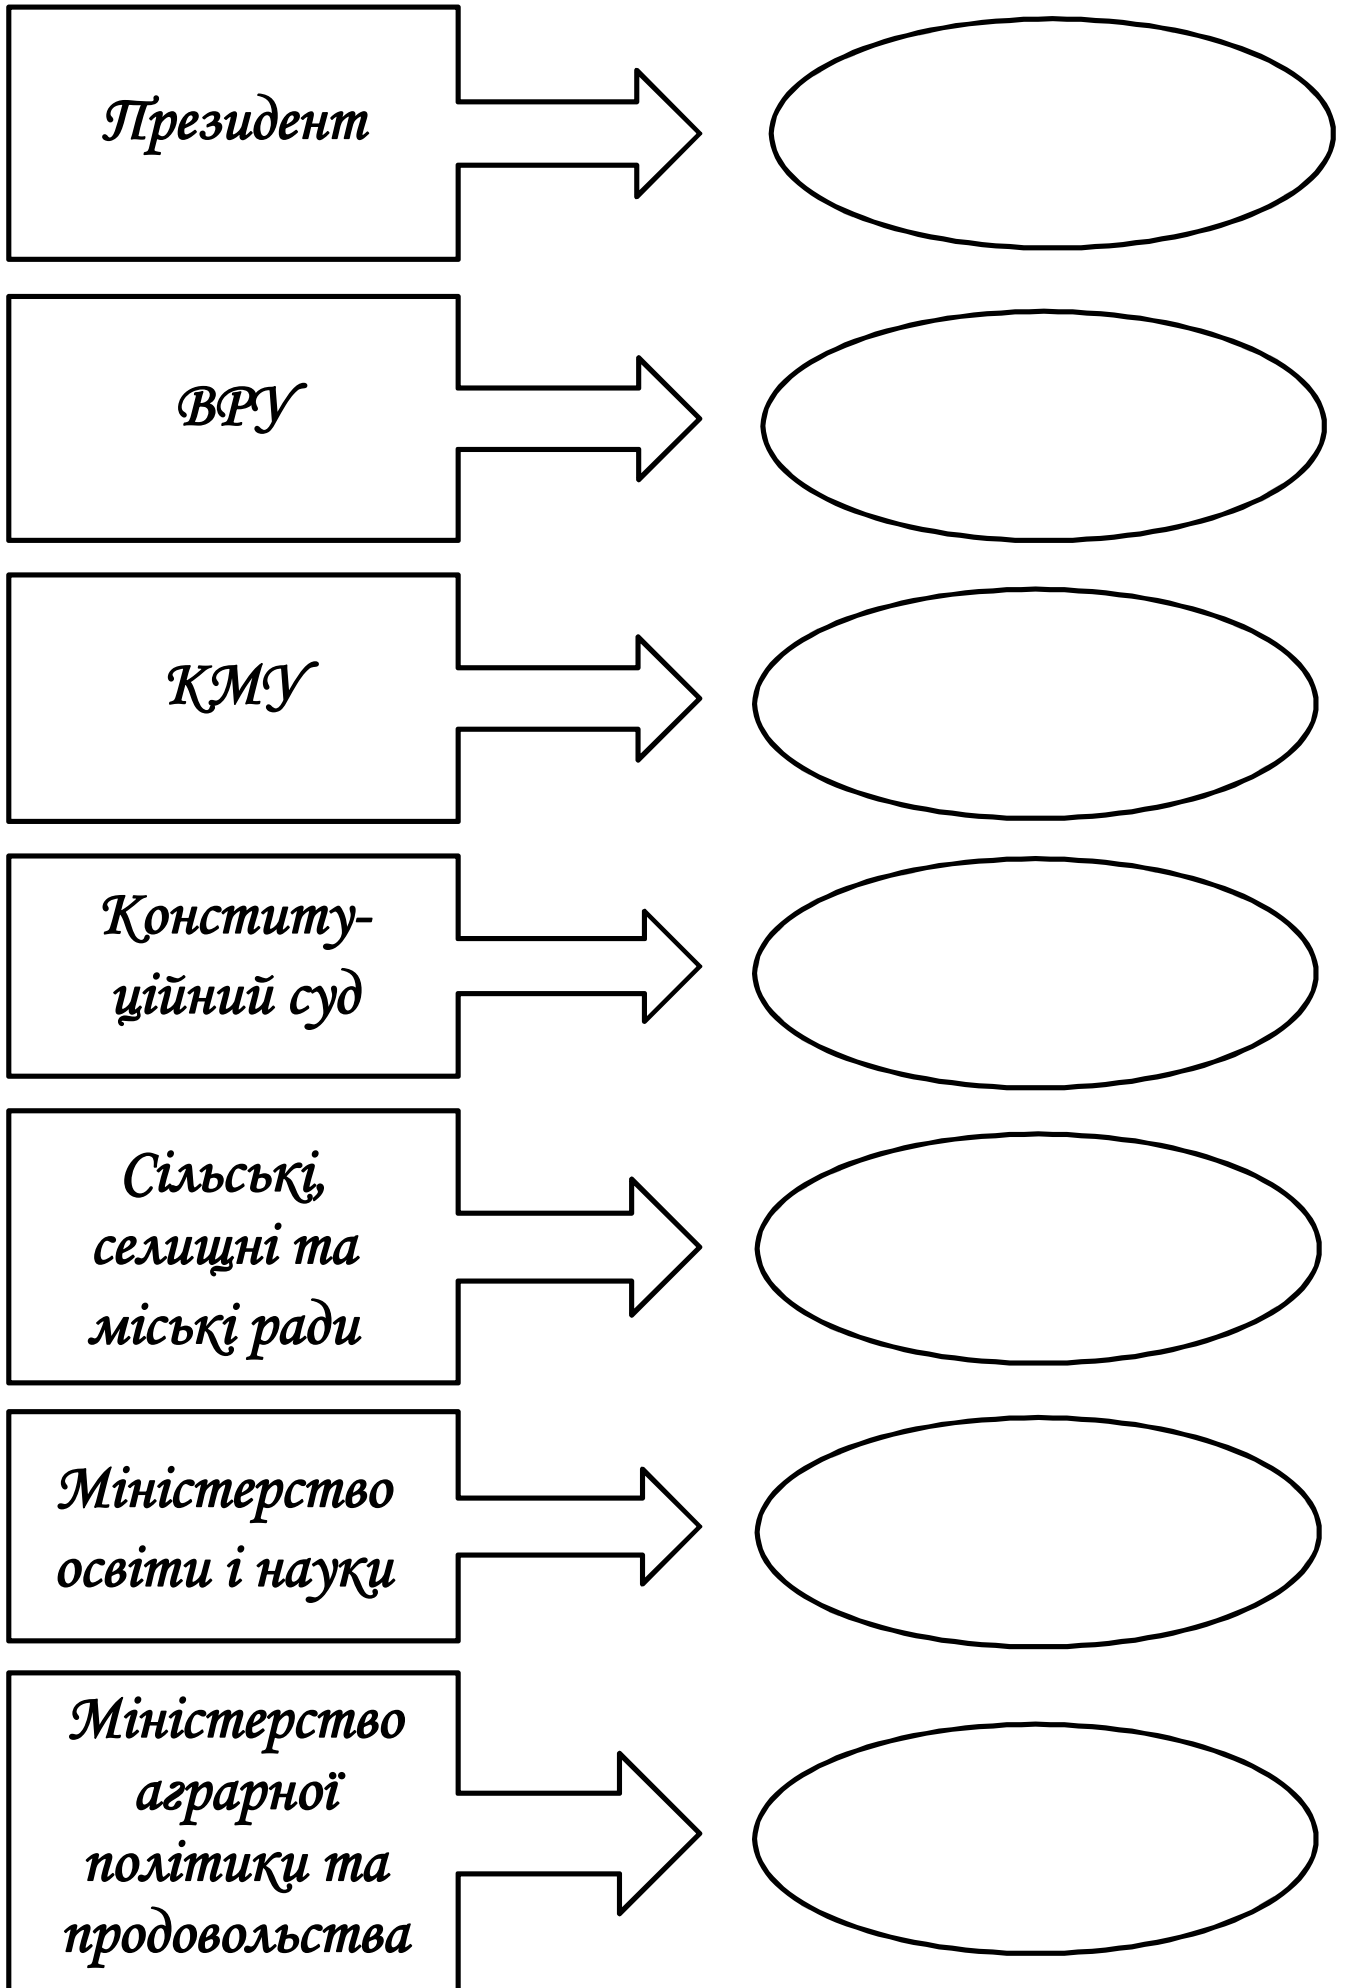 Президент
ВРУ
КМУ
Конститу-
ційний суд
Сільські,
селищні та
міські ради
Міністерство
освіти і науки
Міністерство
аграрної
політики та
продовольства